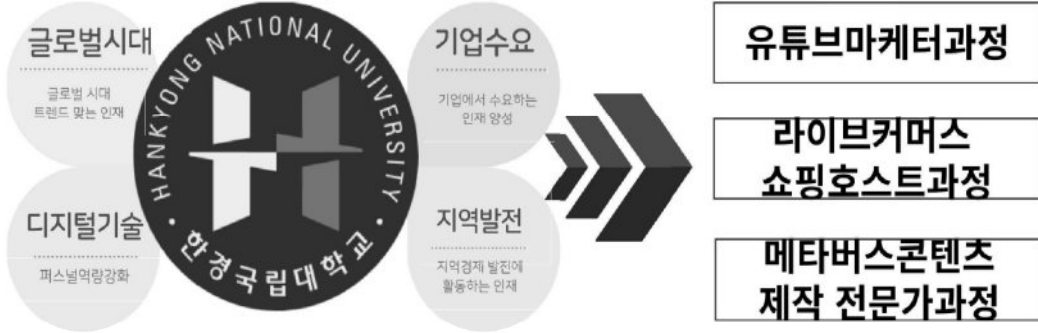 글로벌시대
글로벌 시대
트렌드 맞는 인재
기업수요
기업에서 수요하는
인재 양성
HANKYONG NATIONAL UNIVERSITY
한경국립대학교
디지털기술
퍼스널역량강화
지역발전
지역경제 발진에
활동하는 인재
유튜브마케터과정
라이브커머스
쇼핑호스트과정
메타버스콘텐츠
제작 전문가과정